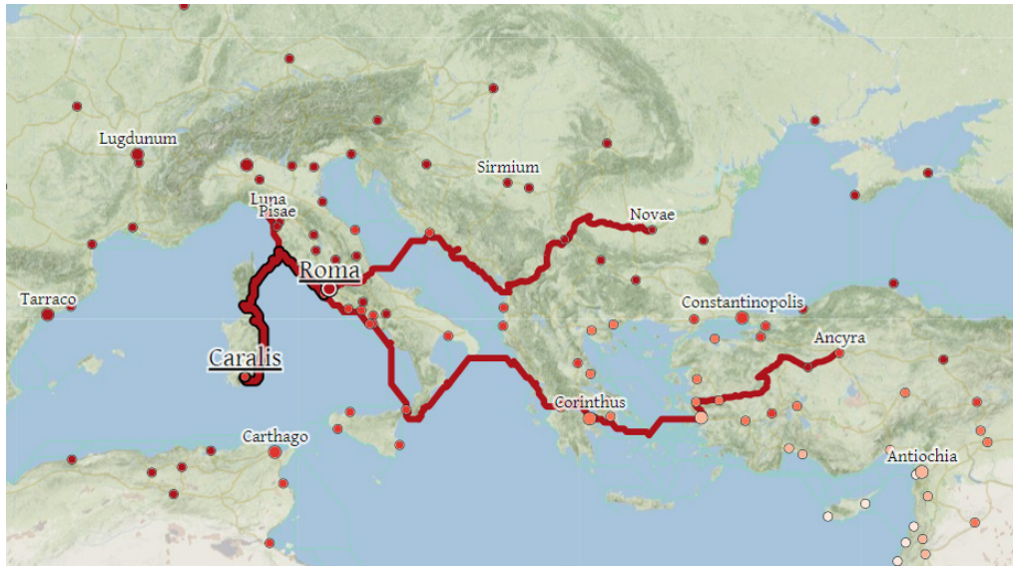 Lugdunum
Sirmium
Luna
Pisae
Novae
Roma
Tarraco
Constantinopolis
Ancyra
Caralis
Corinthus
Carthago
Antiochia